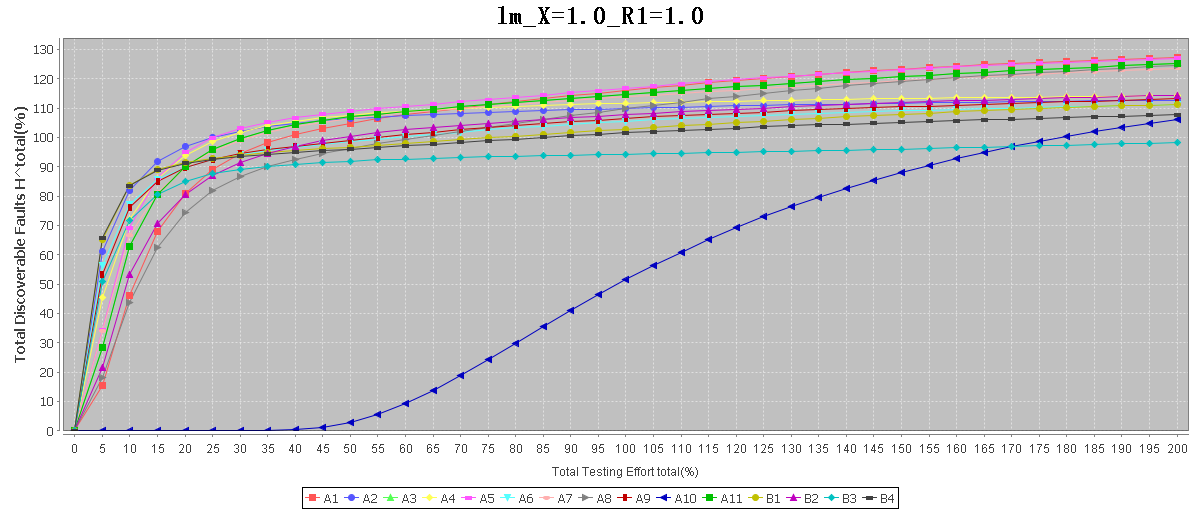 lm_X=1.0_R1=1.0
Total Discoverable Faults H^total(%)
130
120
110
100
90
80
70
60
50
40
30
20
10
0
0 5 10 15 20 25 30 35 40 45 50 55 60 65 70 75 80 85 90 95 100 105 110 115 120 125 130 135 140 145 150 155 160 165 170 175 180 185 190 195 200
Total Testing Effort total(%)
A1 A2 A3 A4 A5 A6 A7 A8 A9 A10 A11 B1 B2 B3 B4